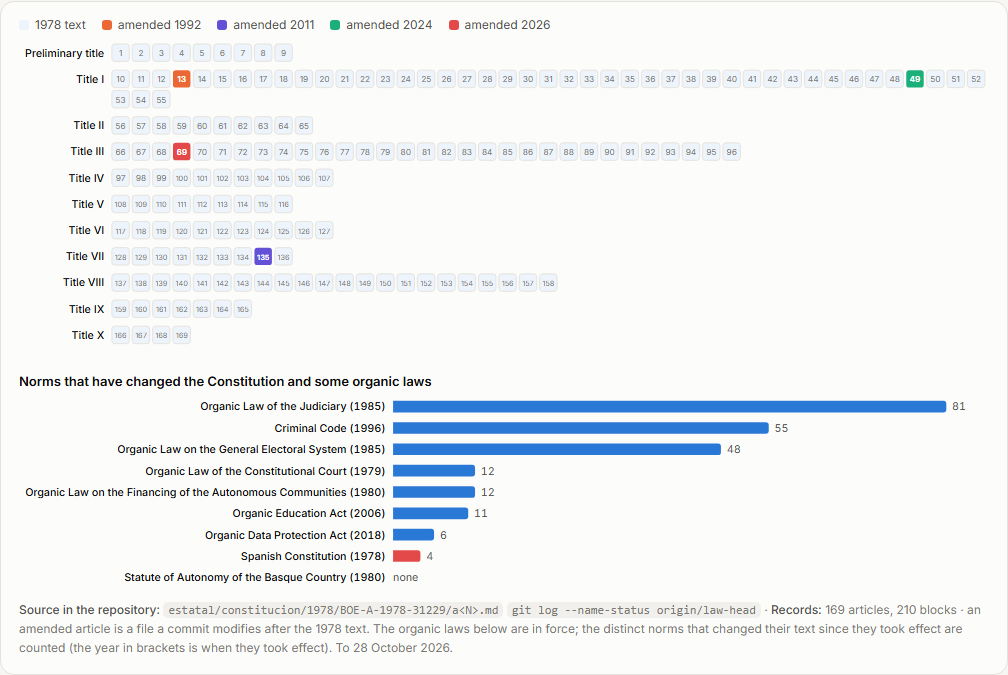 1978 text amended 1992 amended 2011 amended 2024 amended 2026
Preliminary title 1 2 3 4 5 6 7 8 9
Title I 10 11 12 13 14 15 16 17 18 19 20 21 22 23 24 25 26 27 28 29 30 31 32 33 34 35 36 37 38 39 40 41 42 43 44 45 46 47 48 49 50 51 52
53 54 55
Title II 56 57 58 59 60 61 62 63 64 65
Title III 66 67 68 69 70 71 72 73 74 75 76 77 78 79 80 81 82 83 84 85 86 87 88 89 90 91 92 93 94 95 96
Title IV 97 98 99 100 101 102 103 104 105 106 107
Title V 108 109 110 111 112 113 114 115 116
Title VI 117 118 119 120 121 122 123 124 125 126 127
Title VII 128 129 130 131 132 133 134 135 136
Title VIII 137 138 139 140 141 142 143 144 145 146 147 148 149 150 151 152 153 154 155 156 157 158
Title IX 159 160 161 162 163 164 165
Title X 166 167 168 169
Norms that have changed the Constitution and some organic laws
Organic Law of the Judiciary (1985) 81
Criminal Code (1996) 55
Organic Law on the General Electoral System (1985) 48
Organic Law of the Constitutional Court (1979) 12
Organic Law on the Financing of the Autonomous Communities (1980) 12
Organic Education Act (2006) 11
Organic Data Protection Act (2018) 6
Spanish Constitution (1978) 4
Statute of Autonomy of the Basque Country (1980) none
Source in the repository: estatal/constitucion/1978/BOE-A-1978-31229/a<N>.md git log --name-status origin/law-head · Records: 169 articles, 210 blocks · an
amended article is a file a commit modifies after the 1978 text. The organic laws below are in force; the distinct norms that changed their text since they took effect are
counted (the year in brackets is when they took effect). To 28 October 2026.